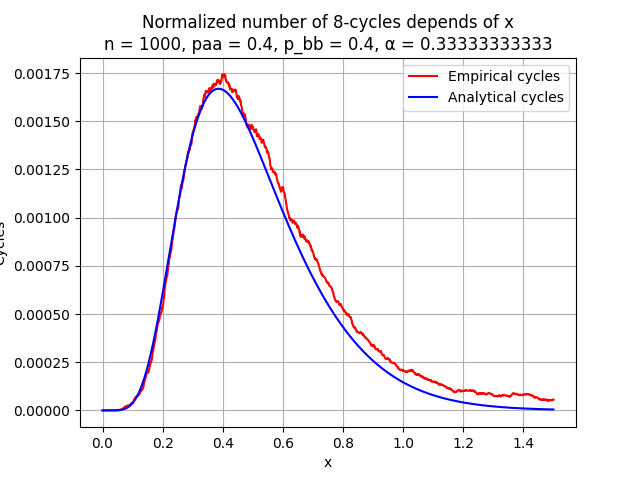 Normalized number of 8-cycles depends of x
n = 1000, paa = 0.4, p_bb = 0.4, α = 0.33333333333
Empirical cycles
Analytical cycles
0.00175
0.00150
0.00125
0.00100
0.00075
0.00050
0.00025
0.00000
0.0 0.2 0.4 0.6 0.8 1.0 1.2 1.4
x